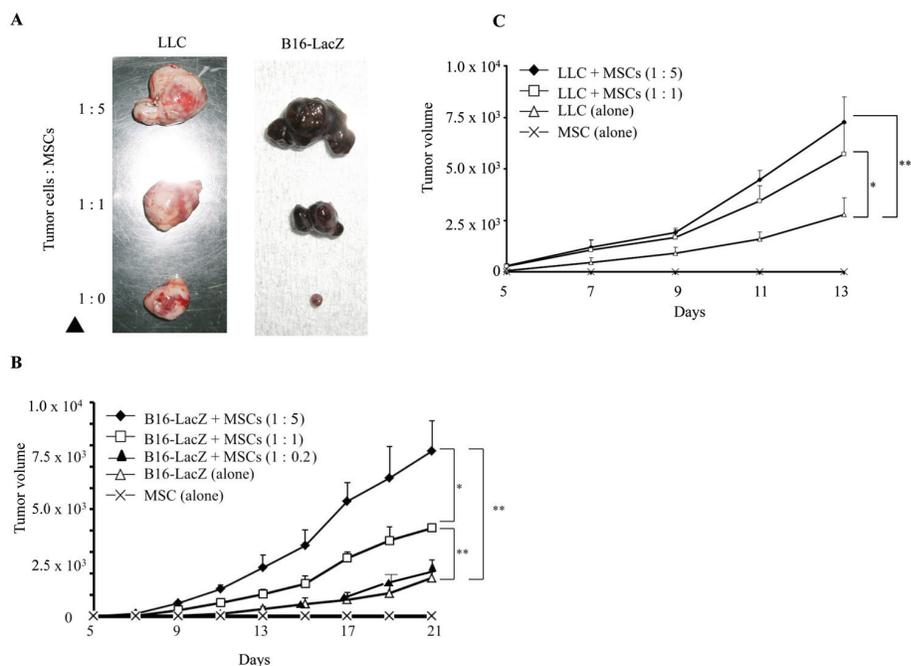 A
LLC
B16-LacZ
Tumor cells : MSCs
1 : 5
1 : 1
1 : 0
B
Tumor volume
1.0 x 10⁴
7.5 x 10³
5.0 x 10³
2.5 x 10³
0
B16-LacZ + MSCs (1 : 5)
B16-LacZ + MSCs (1 : 1)
B16-LacZ + MSCs (1 : 0.2)
B16-LacZ (alone)
MSC (alone)
*
**
**
5 9 13 17 21
Days
C
Tumor volume
1.0 x 10⁴
7.5 x 10³
5.0 x 10³
2.5 x 10³
0
LLC + MSCs (1 : 5)
LLC + MSCs (1 : 1)
LLC (alone)
MSC (alone)
*
**
5 7 9 11 13
Days